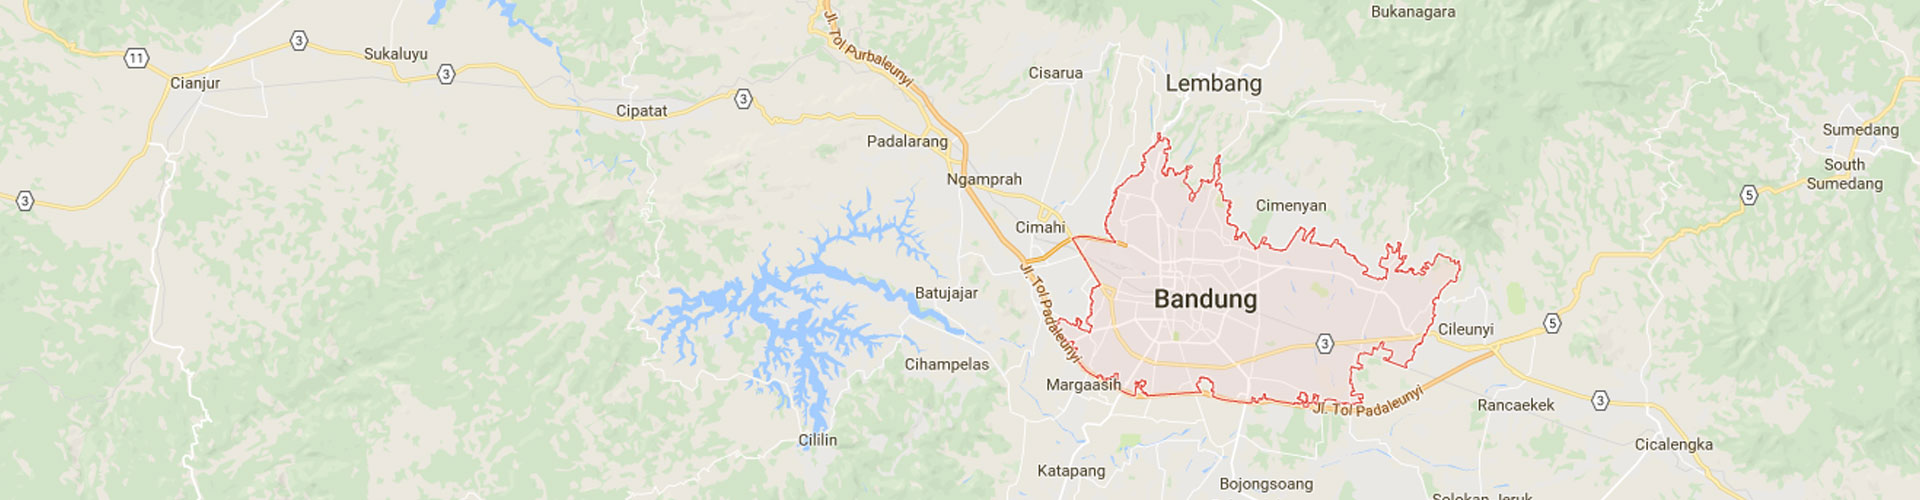 Bukanagara
Jl. Tol Purbaleunyi
3
Sukaluyu
11
3
Cianjur
Cisarua
Lembang
3
Cipatat
Padalarang
Sumedang
South
Sumedang
Ngamprah
5
3
Cimenyan
Cimahi
Jl. Tol Padaleunyi
Batujajar
Bandung
5
Cileunyi
3
Cihampelas
Margaasih
Jl. Tol Padaleunyi
3
Rancaekek
Cililin
Cicalengka
Katapang
Bojongsoang
Solokan Jeruk